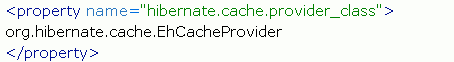 <property name="hibernate.cache.provider_class">
org.hibernate.cache.EhCacheProvider
</property>